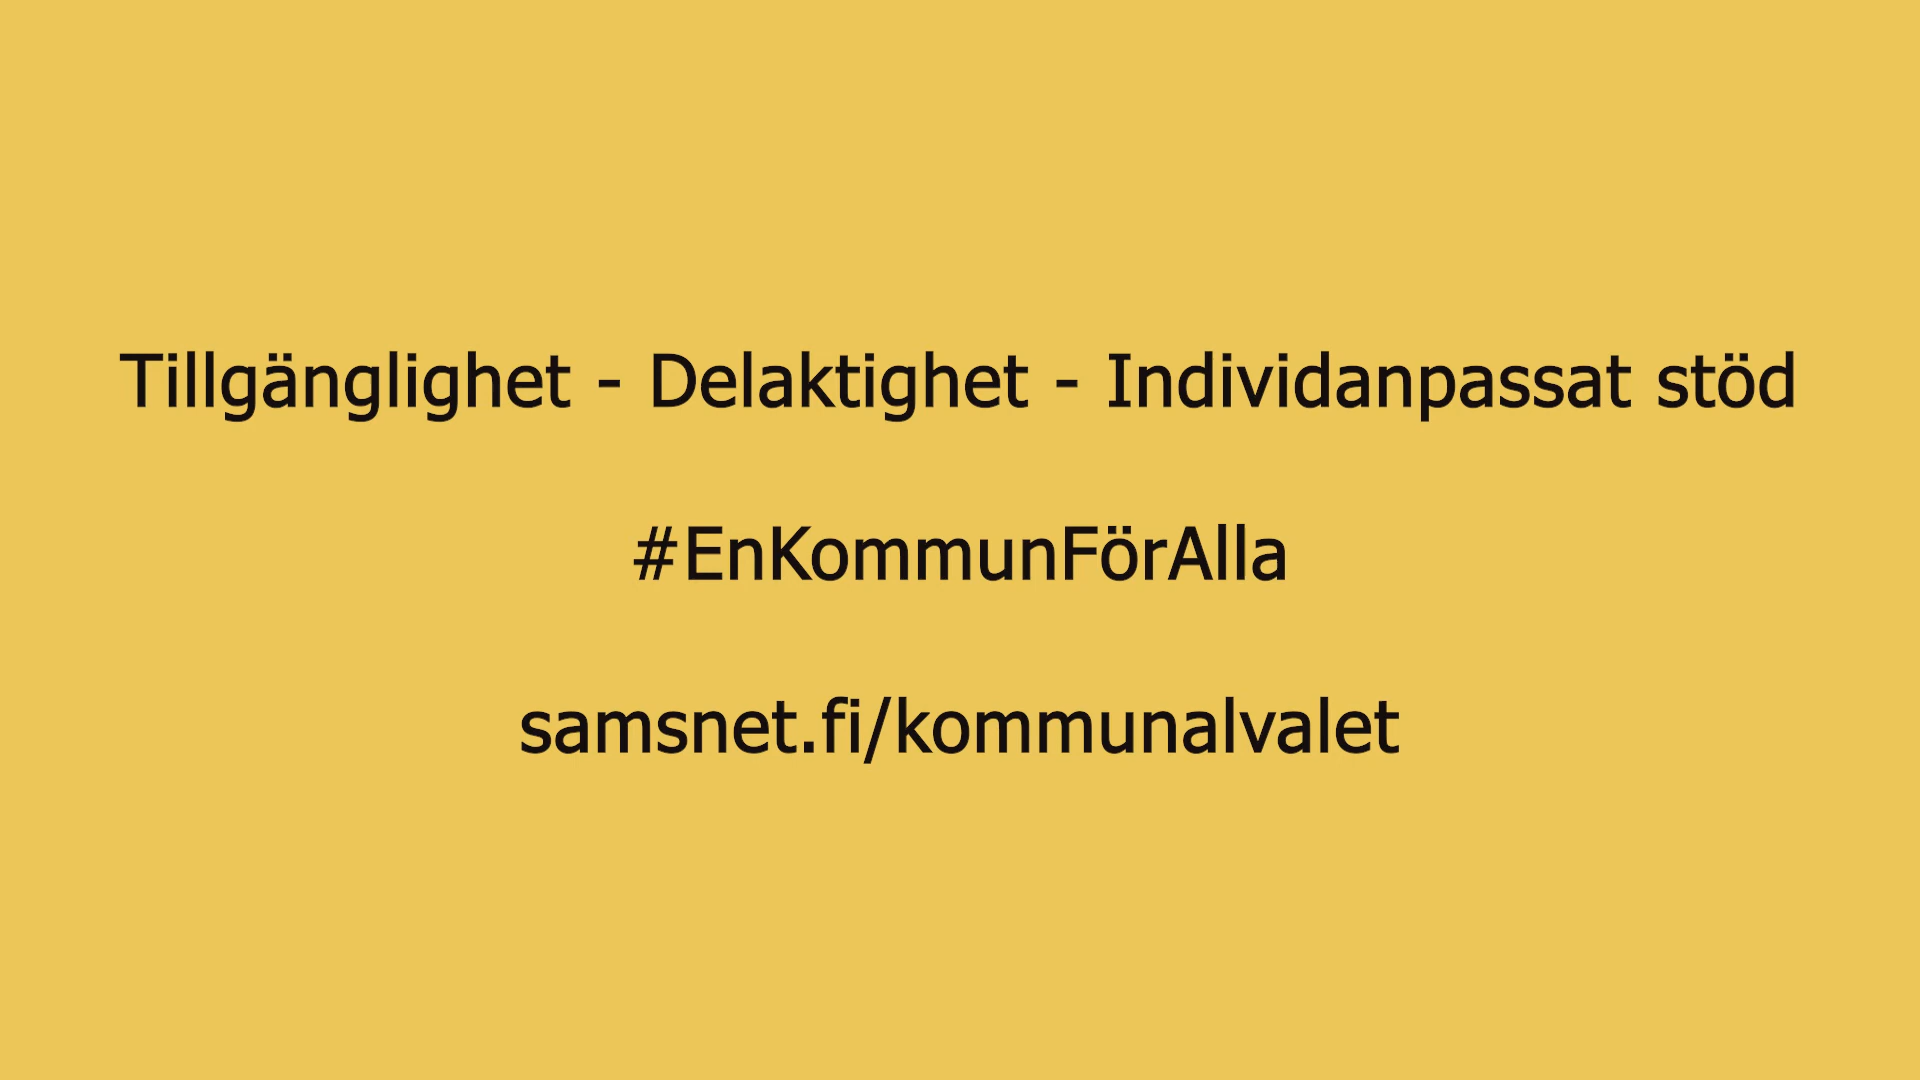 Tillgänglighet - Delaktighet - Individanpassat stöd
#EnKommunFörAlla
samsnet.fi/kommunalvalet